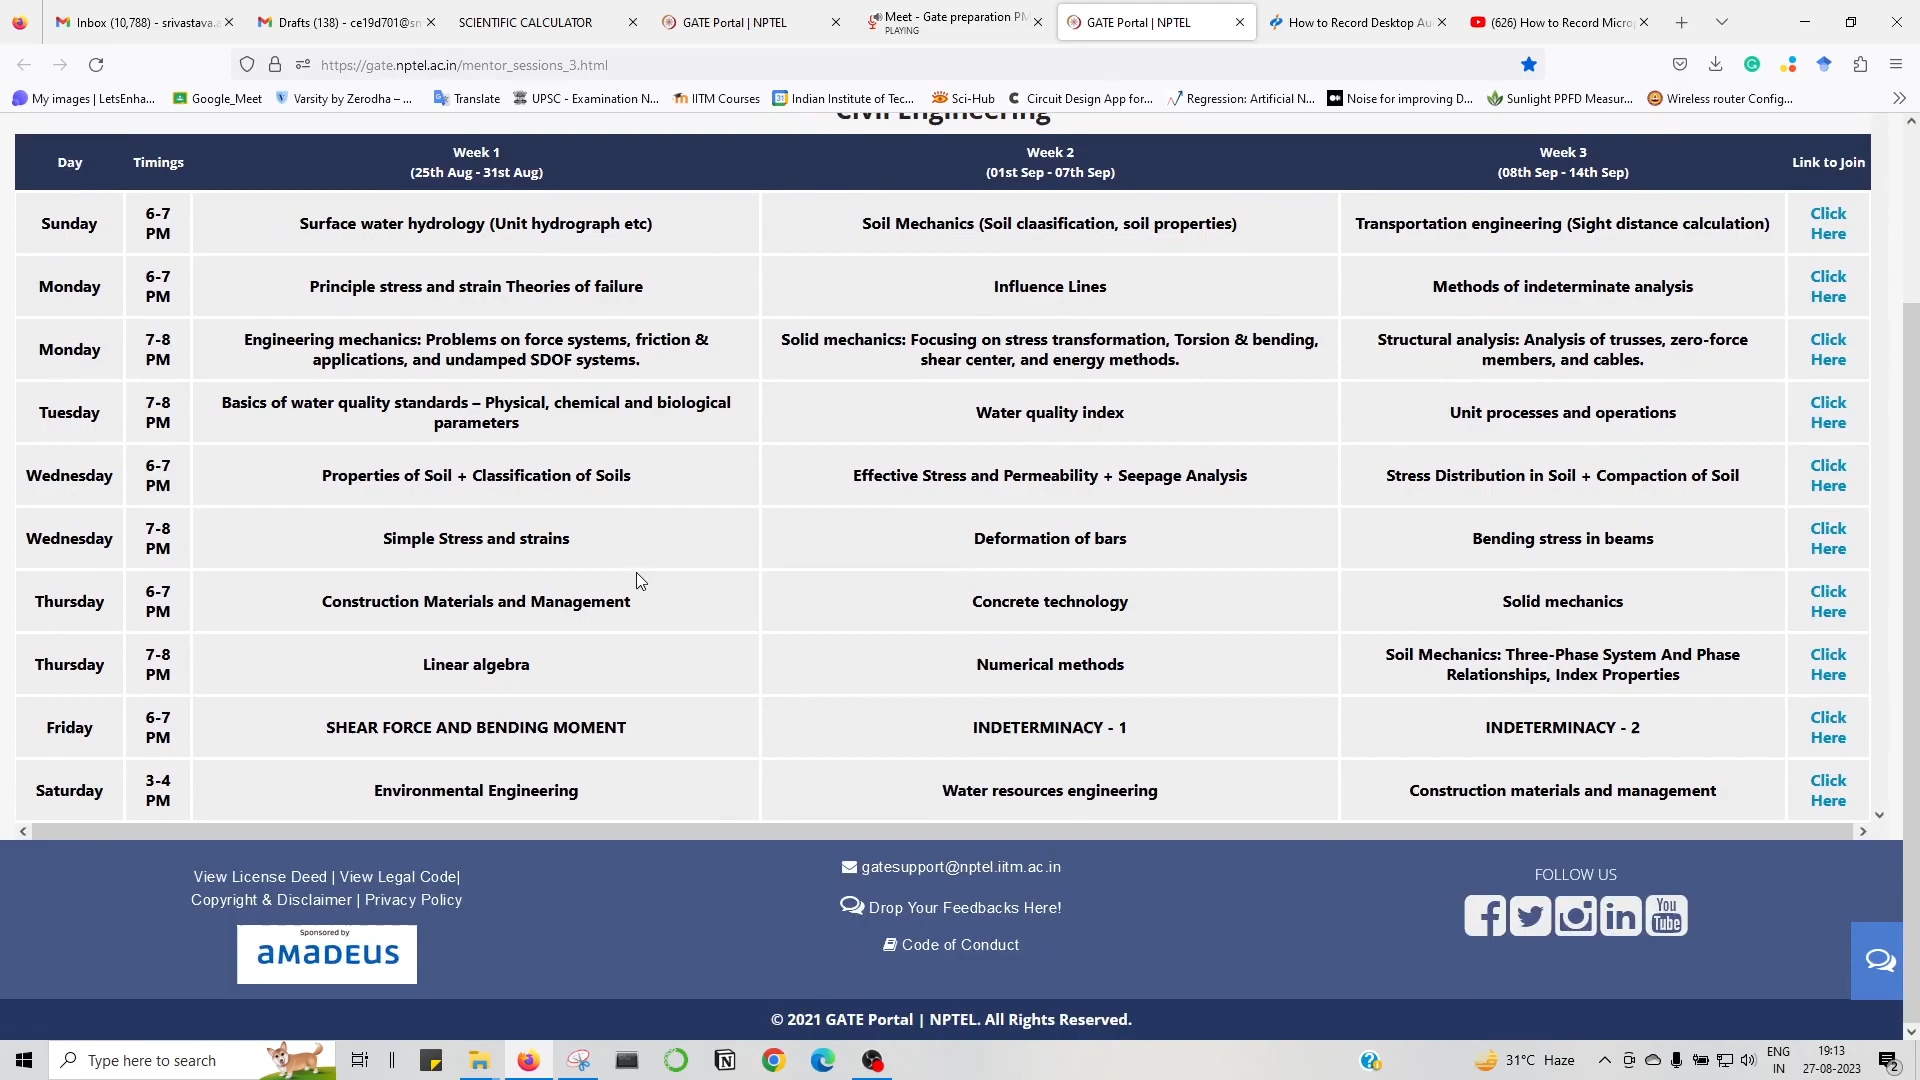 Inbox (10,788) - srivastava.a
Drafts (138) - ce19d701@sm
SCIENTIFIC CALCULATOR
GATE Portal | NPTEL
Meet - Gate preparation PM
PLAYING
GATE Portal | NPTEL
How to Record Desktop Au
(626) How to Record Micro
https://gate.nptel.ac.in/mentor_sessions_3.html
My images | LetsEnha...
Google_Meet
Varsity by Zerodha – ...
Translate
UPSC - Examination N...
IITM Courses
Indian Institute of Tec...
Sci-Hub
Circuit Design App for...
Regression: Artificial N...
Noise for improving D...
Sunlight PPFD Measur...
Wireless router Config...
Civil Engineering
Day
Timings
Week 1
(25th Aug - 31st Aug)
Week 2
(01st Sep - 07th Sep)
Week 3
(08th Sep - 14th Sep)
Link to Join
Sunday
6-7
PM
Surface water hydrology (Unit hydrograph etc)
Soil Mechanics (Soil claasification, soil properties)
Transportation engineering (Sight distance calculation)
Click
Here
Monday
6-7
PM
Principle stress and strain Theories of failure
Influence Lines
Methods of indeterminate analysis
Click
Here
Monday
7-8
PM
Engineering mechanics: Problems on force systems, friction &
applications, and undamped SDOF systems.
Solid mechanics: Focusing on stress transformation, Torsion & bending,
shear center, and energy methods.
Structural analysis: Analysis of trusses, zero-force
members, and cables.
Click
Here
Tuesday
7-8
PM
Basics of water quality standards – Physical, chemical and biological
parameters
Water quality index
Unit processes and operations
Click
Here
Wednesday
6-7
PM
Properties of Soil + Classification of Soils
Effective Stress and Permeability + Seepage Analysis
Stress Distribution in Soil + Compaction of Soil
Click
Here
Wednesday
7-8
PM
Simple Stress and strains
Deformation of bars
Bending stress in beams
Click
Here
Thursday
6-7
PM
Construction Materials and Management
Concrete technology
Solid mechanics
Click
Here
Thursday
7-8
PM
Linear algebra
Numerical methods
Soil Mechanics: Three-Phase System And Phase
Relationships, Index Properties
Click
Here
Friday
6-7
PM
SHEAR FORCE AND BENDING MOMENT
INDETERMINACY - 1
INDETERMINACY - 2
Click
Here
Saturday
3-4
PM
Environmental Engineering
Water resources engineering
Construction materials and management
Click
Here
View License Deed | View Legal Code|
Copyright & Disclaimer | Privacy Policy
Sponsored by
amadeus
gatesupport@nptel.iitm.ac.in
Drop Your Feedbacks Here!
Code of Conduct
FOLLOW US
You
Tube
© 2021 GATE Portal | NPTEL. All Rights Reserved.
Type here to search
31°C Haze
ENG
IN
19:13
27-08-2023
2